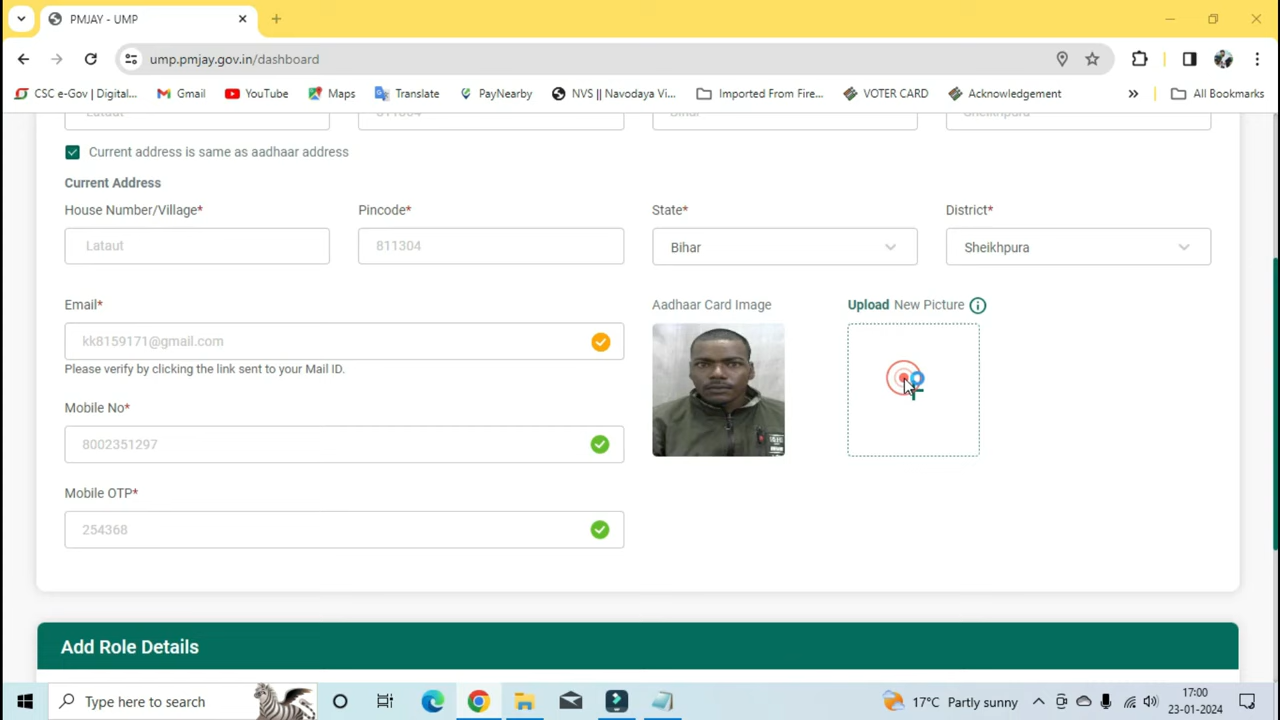 PMJAY - UMP
ump.pmjay.gov.in/dashboard
CSC e-Gov | Digital... Gmail YouTube Maps Translate PayNearby NVS || Navodaya Vi... Imported From Fire... VOTER CARD Acknowledgement » All Bookmarks
Lataut 811304 Bihar Sheikhpura
Current address is same as aadhaar address
Current Address
House Number/Village* Pincode* State* District*
Lataut 811304 Bihar Sheikhpura
Email* Aadhaar Card Image Upload New Picture
kk8159171@gmail.com
Please verify by clicking the link sent to your Mail ID.
Mobile No*
8002351297
Mobile OTP*
254368
Add Role Details
Type here to search
17°C Partly sunny
17:00
23-01-2024